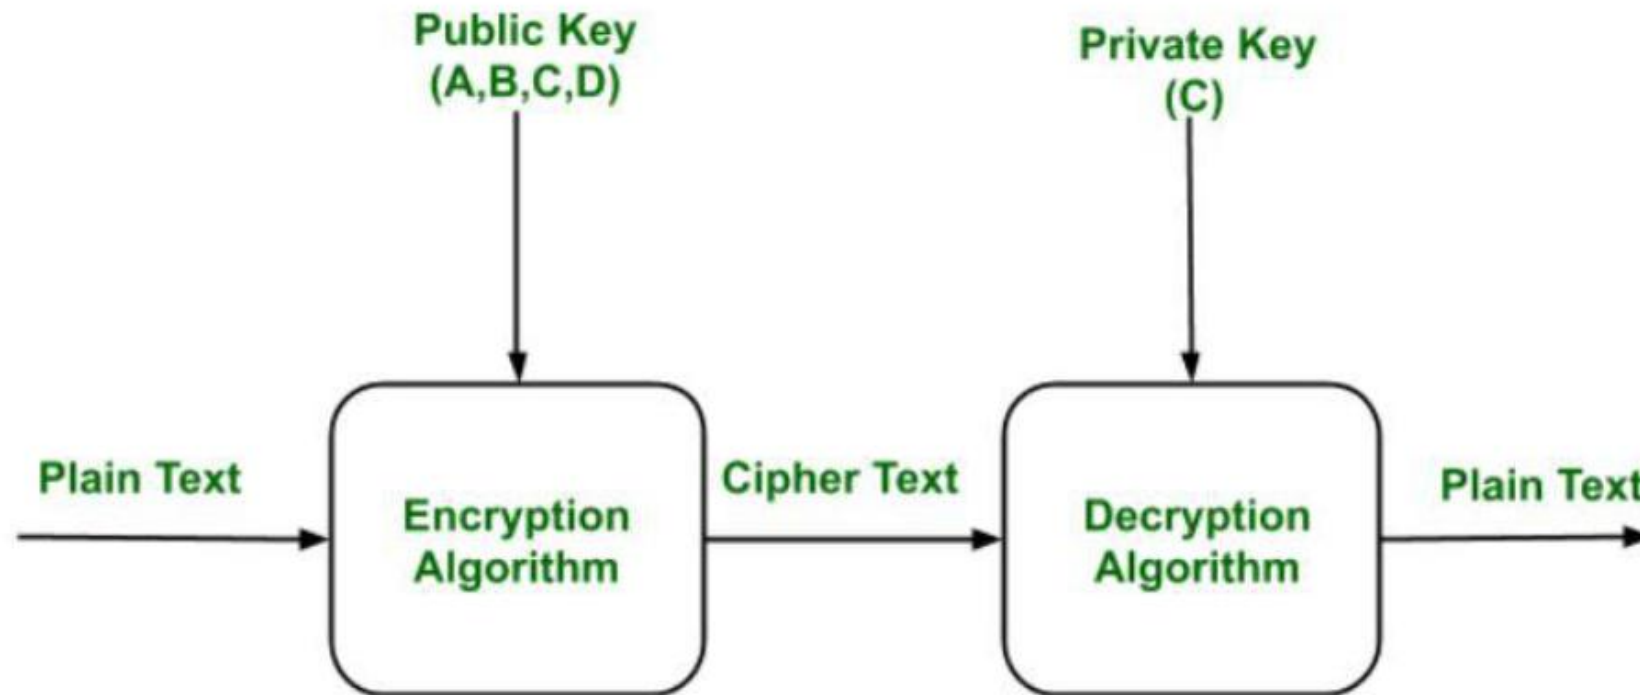 Public Key
(A,B,C,D)
Private Key
(C)
Plain Text
Encryption
Algorithm
Cipher Text
Decryption
Algorithm
Plain Text